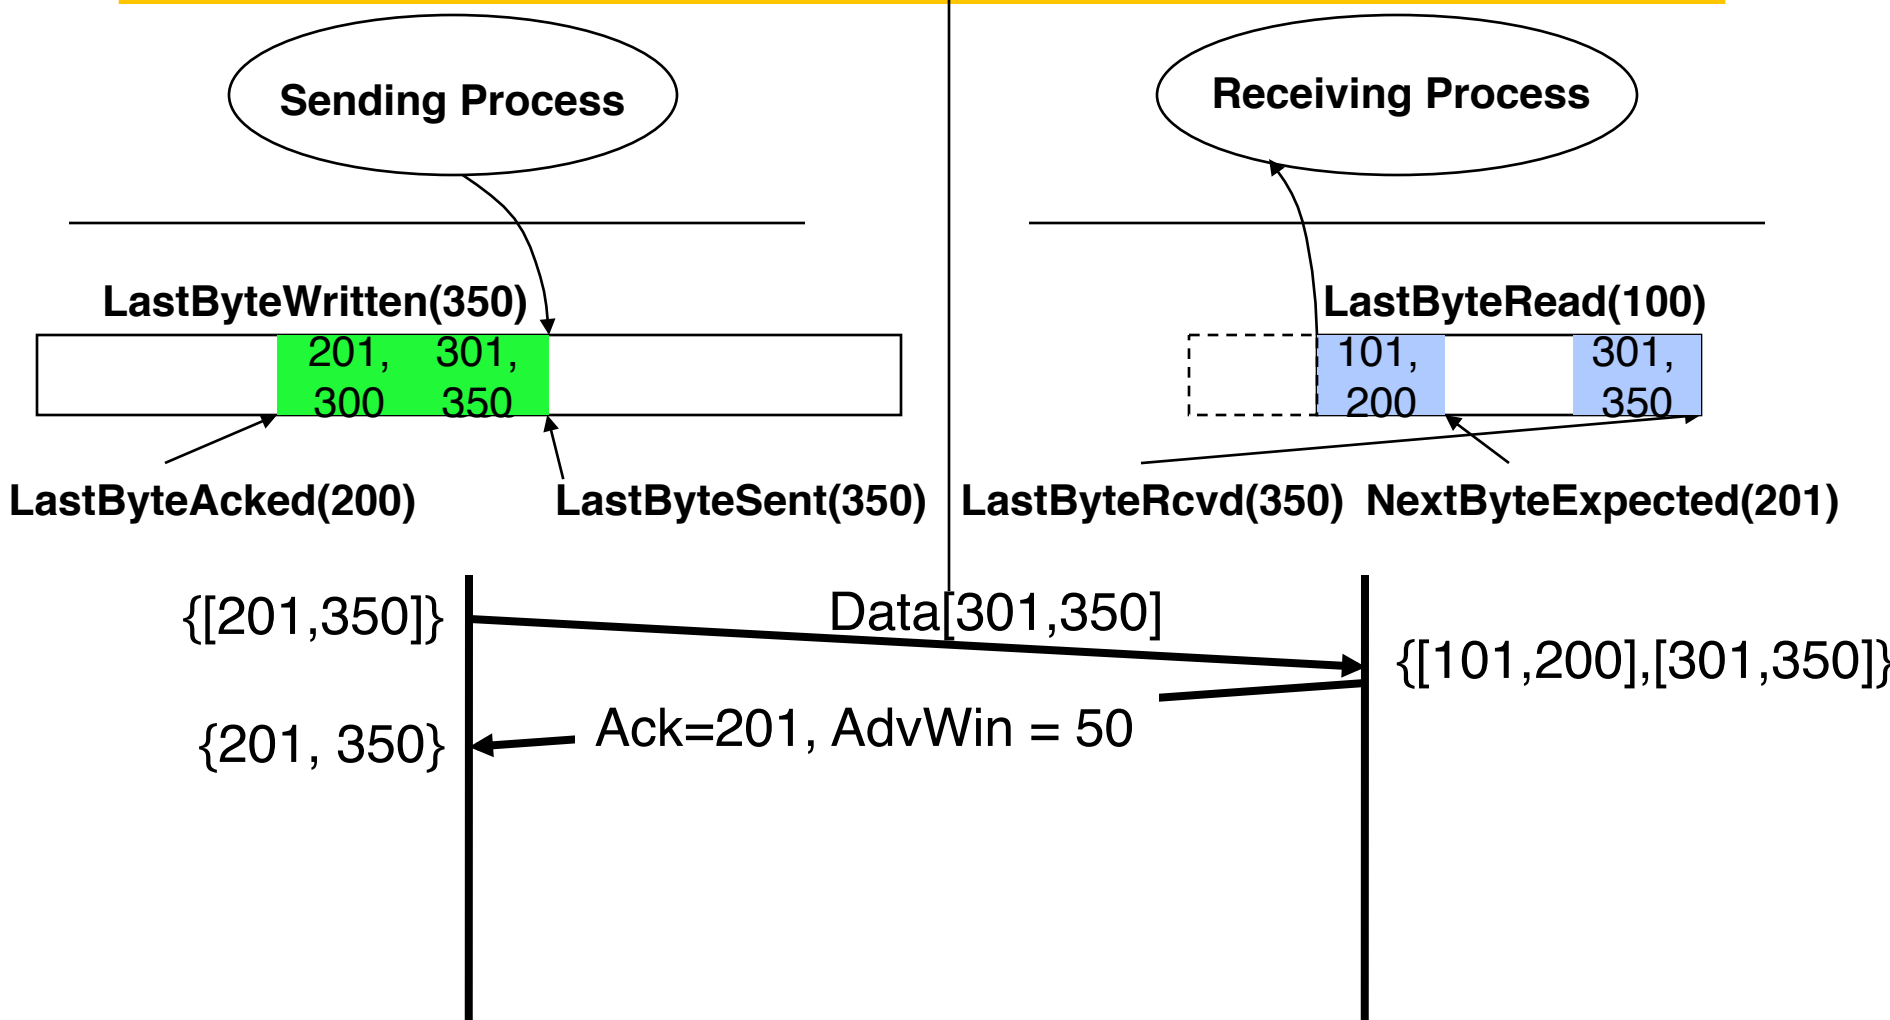 Sending Process
Receiving Process
LastByteWritten(350)
LastByteRead(100)
201,
300
301,
350
101,
200
301,
350
LastByteAcked(200)
LastByteSent(350)
LastByteRcvd(350)
NextByteExpected(201)
{[201,350]}
Data[301,350]
{[101,200],[301,350]}
{201, 350}
Ack=201, AdvWin = 50